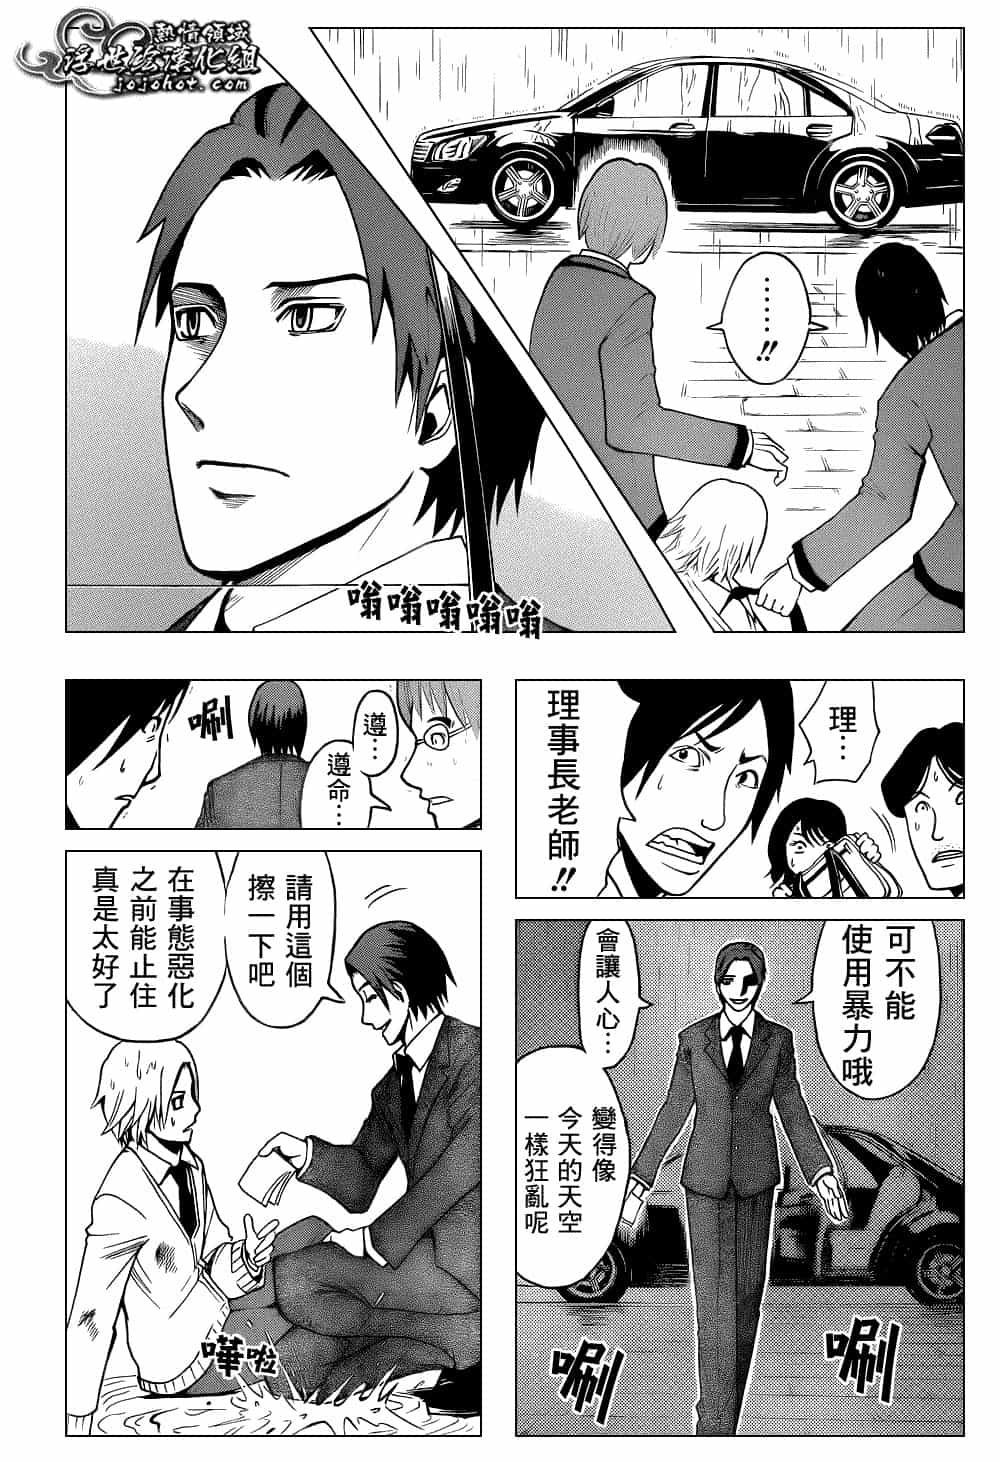 熱情領域
浮世繪漢化組
jojohot.com
……!!
嗡嗡嗡嗡嗡
理…
理事長老師!!
可不能
使用暴力哦
會讓人心…
變得像
今天的天空
一樣狂亂呢
唰
唰
遵…
遵命…
唰
請用這個
擦一下吧
在事態惡化
之前能止住
真是太好了
嘩啦